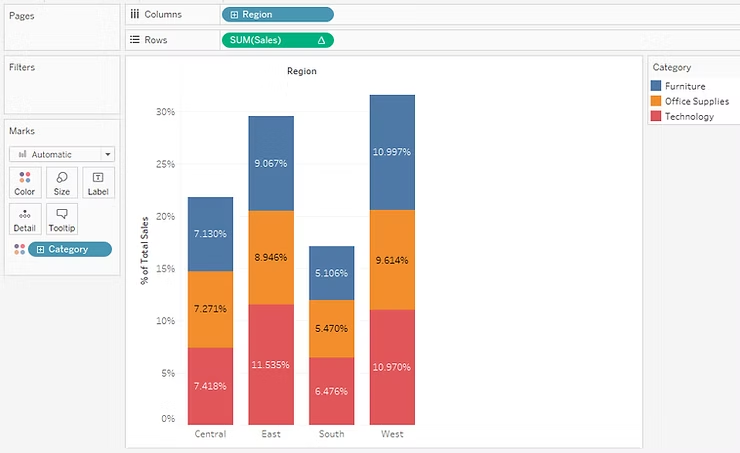 Pages
Columns
Region
Rows
SUM(Sales)
Filters
Marks
Automatic
Color
Size
Label
Detail
Tooltip
Category
Region
% of Total Sales
30%
25%
20%
15%
10%
5%
0%
7.130%
7.271%
7.418%
9.067%
8.946%
11.535%
5.106%
5.470%
6.476%
10.997%
9.614%
10.970%
Central
East
South
West
Category
Furniture
Office Supplies
Technology